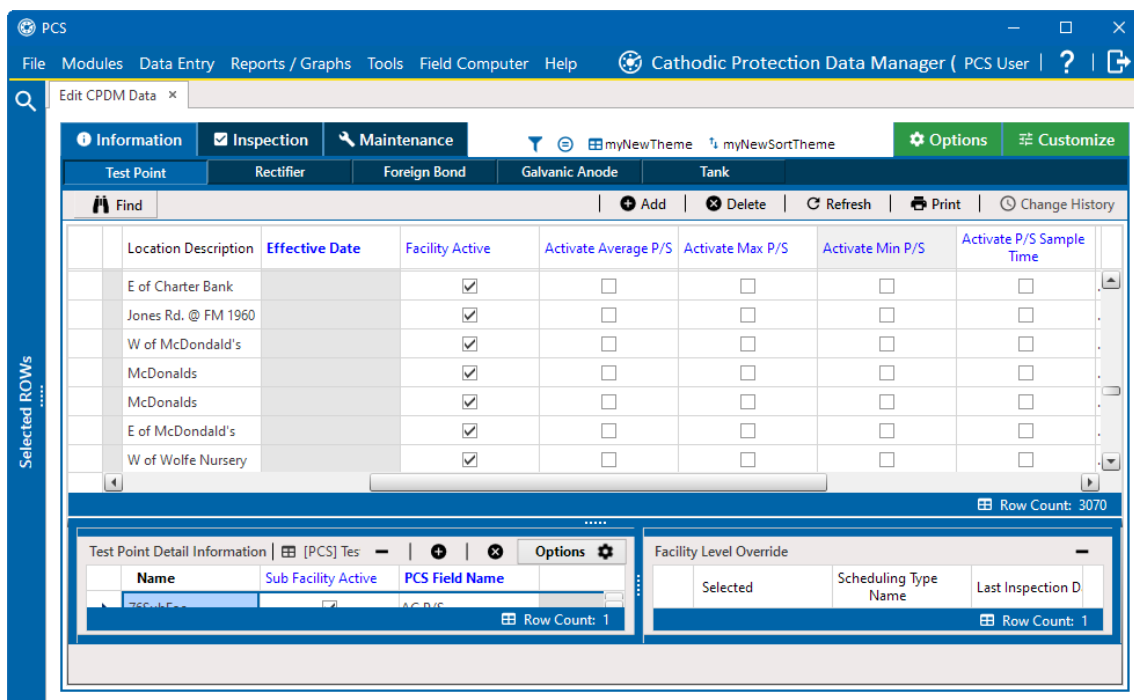 PCS
File Modules Data Entry Reports / Graphs Tools Field Computer Help Cathodic Protection Data Manager ( PCS User | ? |
Edit CPDM Data ×
Information Inspection Maintenance myNewTheme myNewSortTheme Options Customize
Test Point Rectifier Foreign Bond Galvanic Anode Tank
Find | Add | Delete | Refresh | Print | Change History
Location Description Effective Date Facility Active Activate Average P/S Activate Max P/S Activate Min P/S Activate P/S Sample
Time
E of Charter Bank
Jones Rd. @ FM 1960
W of McDondald's
McDonalds
McDonalds
E of McDondald's
W of Wolfe Nursery
Selected ROWs
Row Count: 3070
Test Point Detail Information | [PCS] Tes | | Options
Name Sub Facility Active PCS Field Name
Row Count: 1
Facility Level Override
Selected Scheduling Type
Name Last Inspection D
Row Count: 1